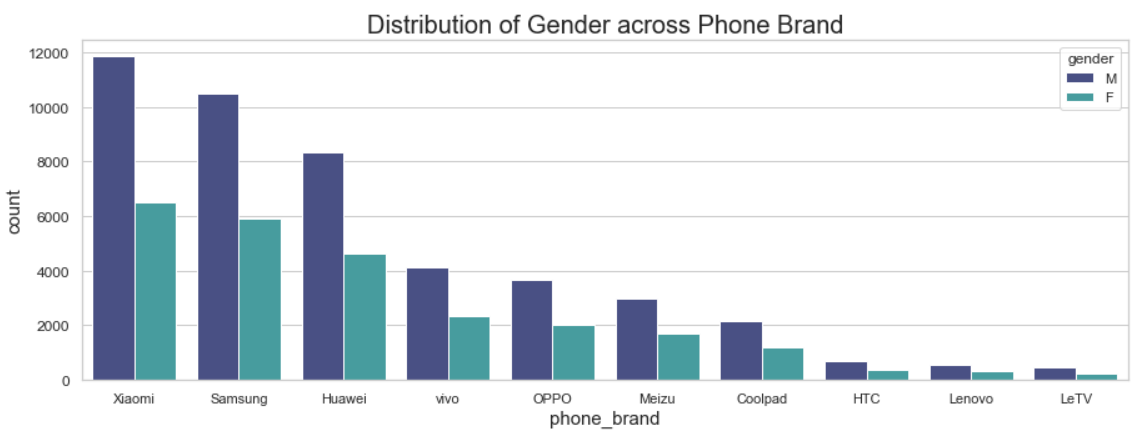 Distribution of Gender across Phone Brand
gender
M
F
12000
10000
8000
6000
4000
2000
0
count
Xiaomi Samsung Huawei vivo OPPO Meizu Coolpad HTC Lenovo LeTV
phone_brand